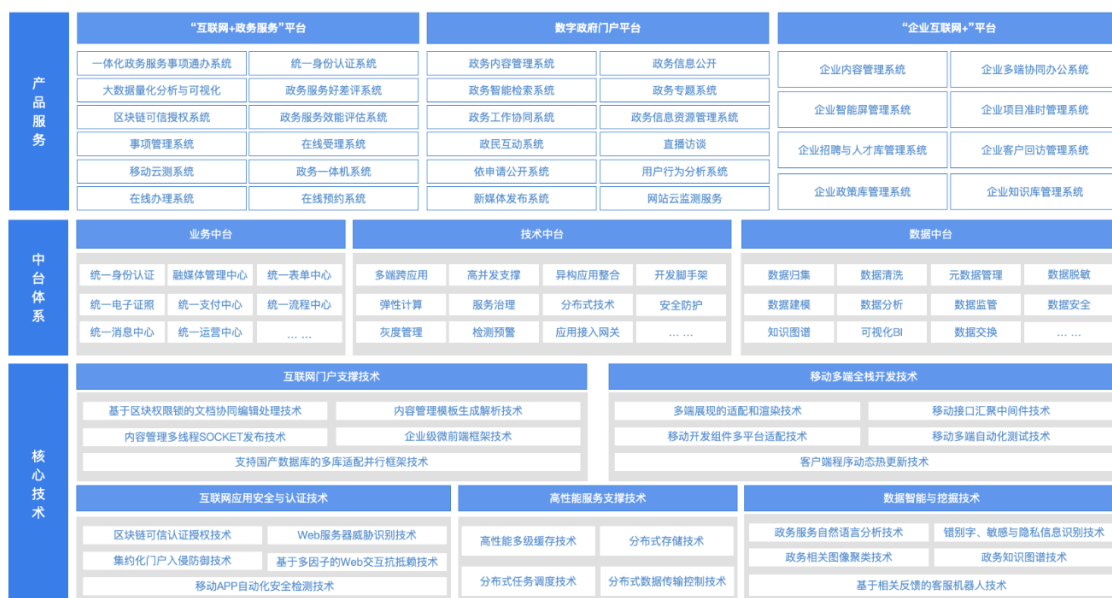 产品服务
“互联网+政务服务”平台
一体化政务服务事项通办系统 统一身份认证系统
大数据量化分析与可视化 政务服务好差评系统
区块链可信授权系统 政务服务效能评估系统
事项管理系统 在线受理系统
移动云测系统 政务一体机系统
在线办理系统 在线预约系统
数字政府门户平台
政务内容管理系统 政务信息公开
政务智能检索系统 政务专题系统
政务工作协同系统 政务信息资源管理系统
政民互动系统 直播访谈
依申请公开系统 用户行为分析系统
新媒体发布系统 网站云监测服务
“企业互联网+”平台
企业内容管理系统 企业多端协同办公系统
企业智能屏管理系统 企业项目准时管理系统
企业招聘与人才库管理系统 企业客户回访管理系统
企业政策库管理系统 企业知识库管理系统
中台体系
业务中台
统一身份认证 融媒体管理中心 统一表单中心
统一电子证照 统一支付中心 统一流程中心
统一消息中心 统一运营中心 … …
技术中台
多端跨应用 高并发支撑 异构应用整合 开发脚手架
弹性计算 服务治理 分布式技术 安全防护
灰度管理 检测预警 应用接入网关 … …
数据中台
数据归集 数据清洗 元数据管理 数据脱敏
数据建模 数据分析 数据监管 数据安全
知识图谱 可视化BI 数据交换 … …
核心技术
互联网门户支撑技术
基于区块权限锁的文档协同编辑处理技术 内容管理模板生成解析技术
内容管理多线程SOCKET发布技术 企业级微前端框架技术
支持国产数据库的多库适配并行框架技术
移动多端全栈开发技术
多端展现的适配和渲染技术 移动接口汇聚中间件技术
移动开发组件多平台适配技术 移动多端自动化测试技术
客户端程序动态热更新技术
互联网应用安全与认证技术
区块链可信认证授权技术 Web服务器威胁识别技术
集约化门户入侵防御技术 基于多因子的Web交互抗抵赖技术
移动APP自动化安全检测技术
高性能服务支撑技术
高性能多级缓存技术 分布式存储技术
分布式任务调度技术 分布式数据传输控制技术
数据智能与挖掘技术
政务服务自然语言分析技术 错别字、敏感与隐私信息识别技术
政务相关图像聚类技术 政务知识图谱技术
基于相关反馈的客服机器人技术